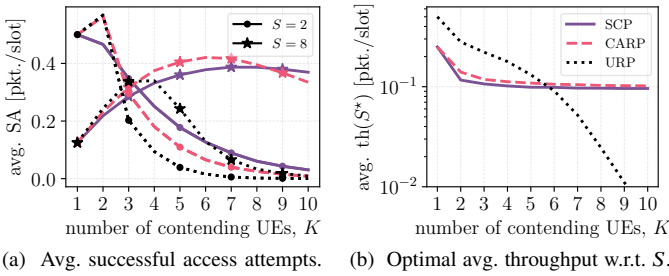 avg. SA [pkt./slot]
0.4
0.2
0.0
S = 2
S = 8
1 2 3 4 5 6 7 8 9 10
number of contending UEs, K
(a) Avg. successful access attempts.
avg. th(S*) [pkt./slot]
10⁻¹
10⁻²
SCP
CARP
URP
1 2 3 4 5 6 7 8 9 10
number of contending UEs, K
(b) Optimal avg. throughput w.r.t. S.